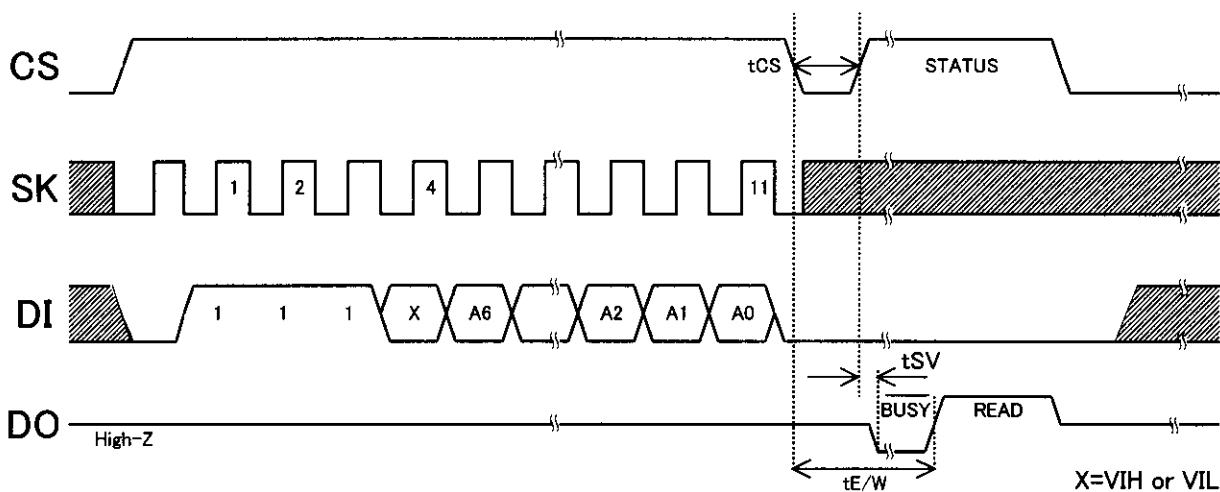 CS
tCS
STATUS
SK
1 2 4 11
DI
1 1 1 X A6 A2 A1 A0
tSV
DO
High-Z
BUSY
READ
tE/W
X=VIH or VIL